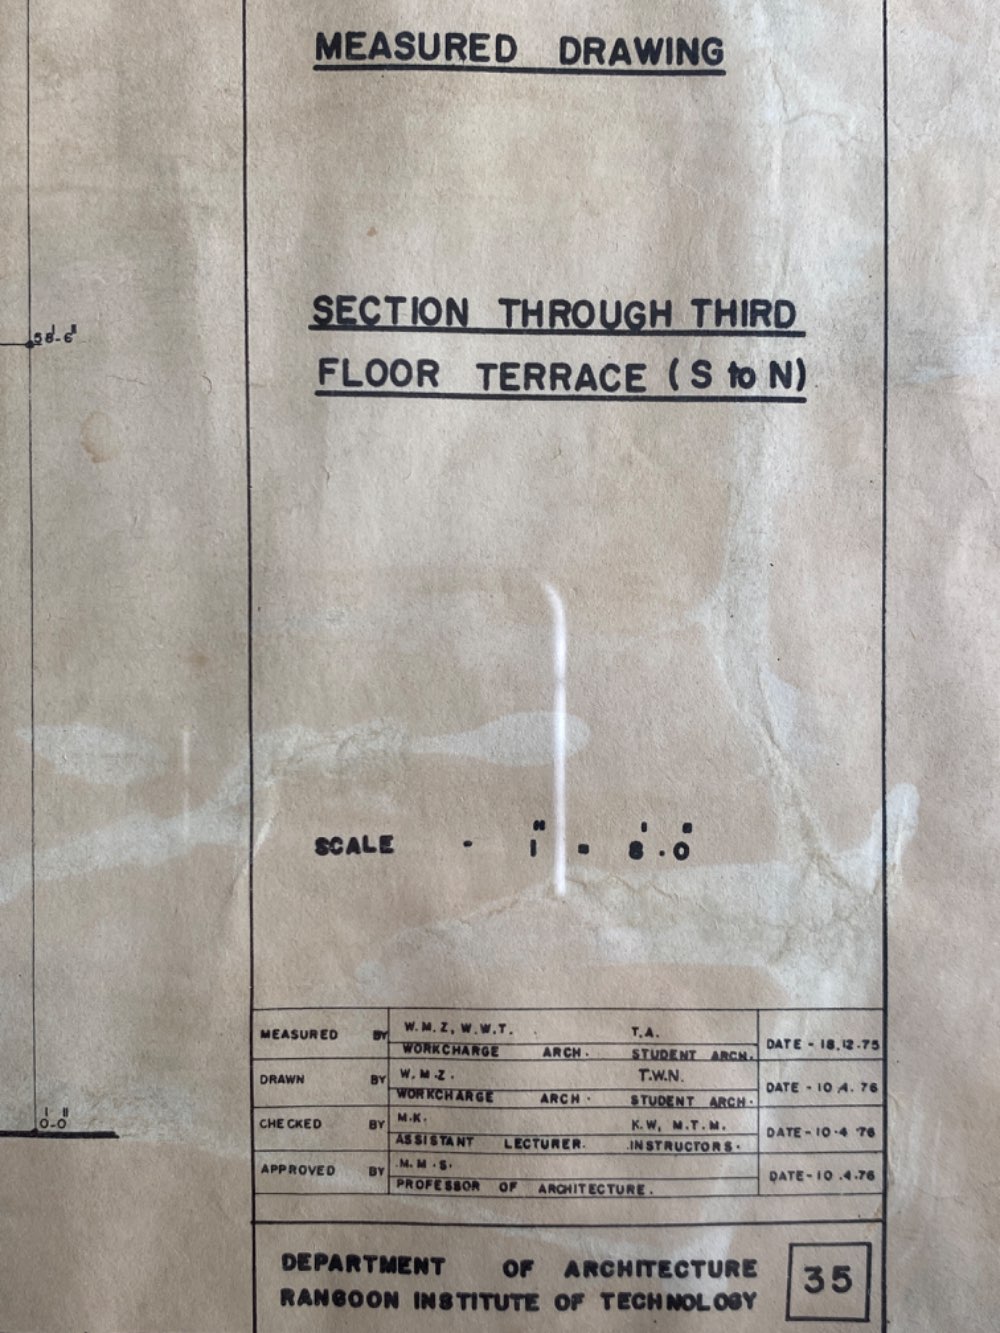 MEASURED DRAWING
SECTION THROUGH THIRD
FLOOR TERRACE (S to N)
58'-6"
SCALE - 1" = 8'.0"
0'-0"
MEASURED BY W.M.Z, W.W.T. T.A. DATE - 18.12.75
WORKCHARGE ARCH. STUDENT ARCH.
DRAWN BY W.M.Z. T.W.N. DATE - 10.4.76
WORKCHARGE ARCH. STUDENT ARCH.
CHECKED BY M.K. K.W, M.T.M. DATE - 10.4.'76
ASSISTANT LECTURER. INSTRUCTORS.
APPROVED BY .M.M.S. DATE - 10.4.76
PROFESSOR OF ARCHITECTURE.
DEPARTMENT OF ARCHITECTURE
RANGOON INSTITUTE OF TECHNOLOGY
35